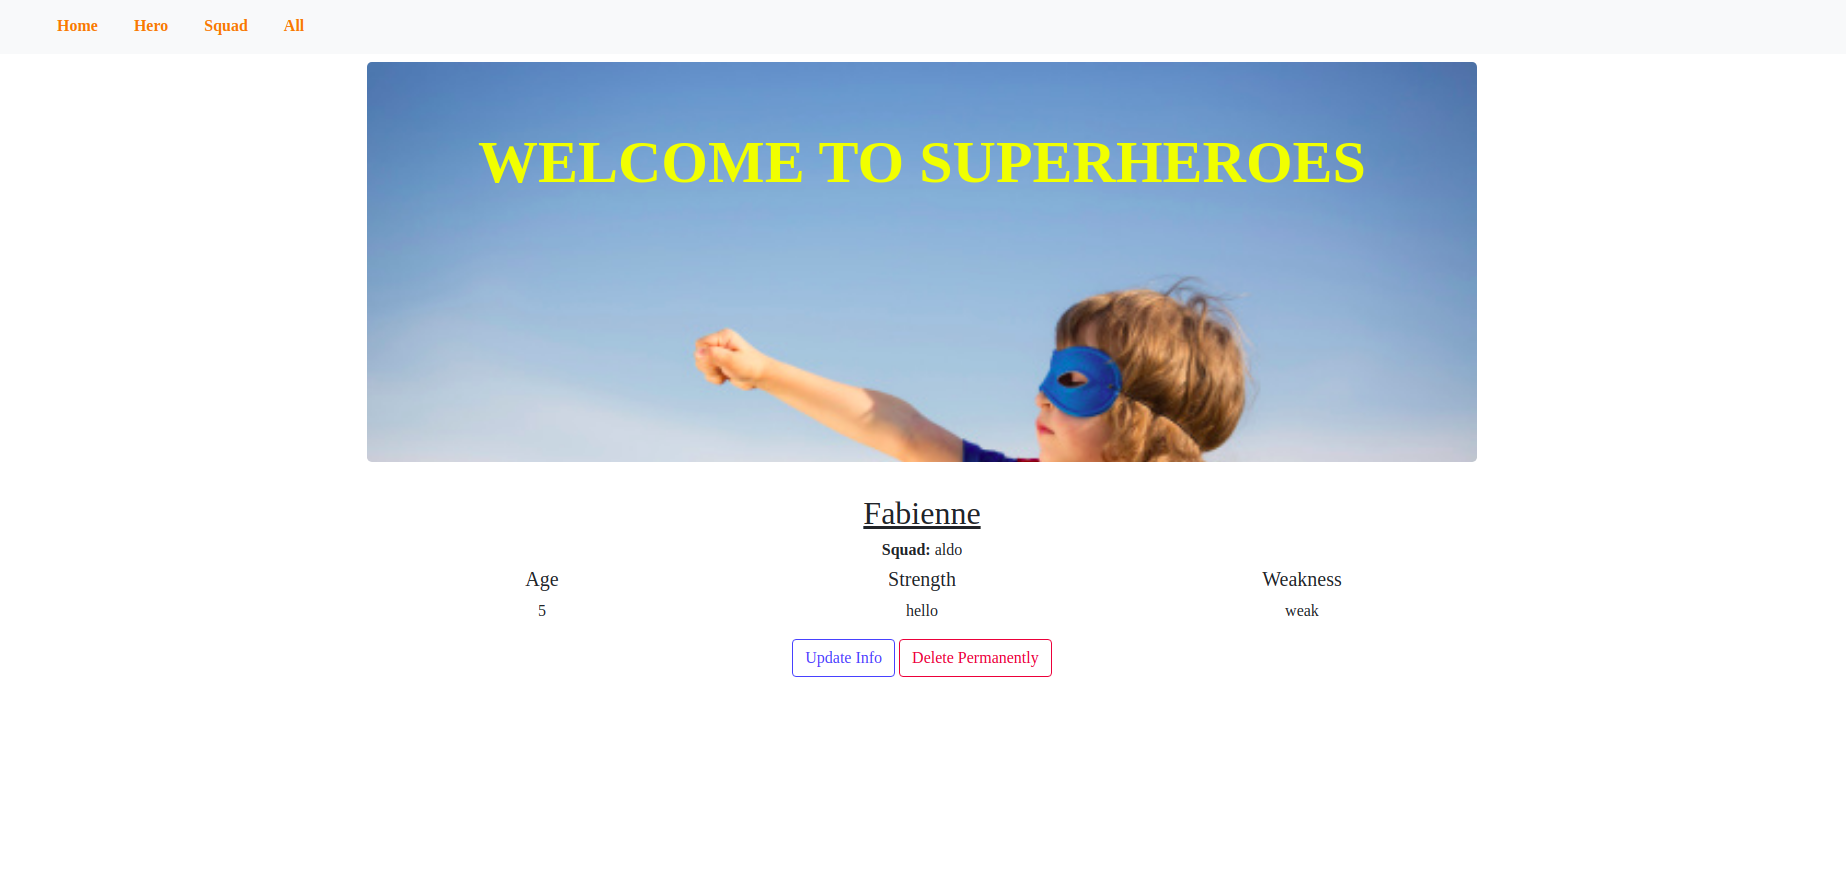 Home Hero Squad All
WELCOME TO SUPERHEROES
Fabienne
Squad: aldo
Age Strength Weakness
5 hello weak
Update Info Delete Permanently